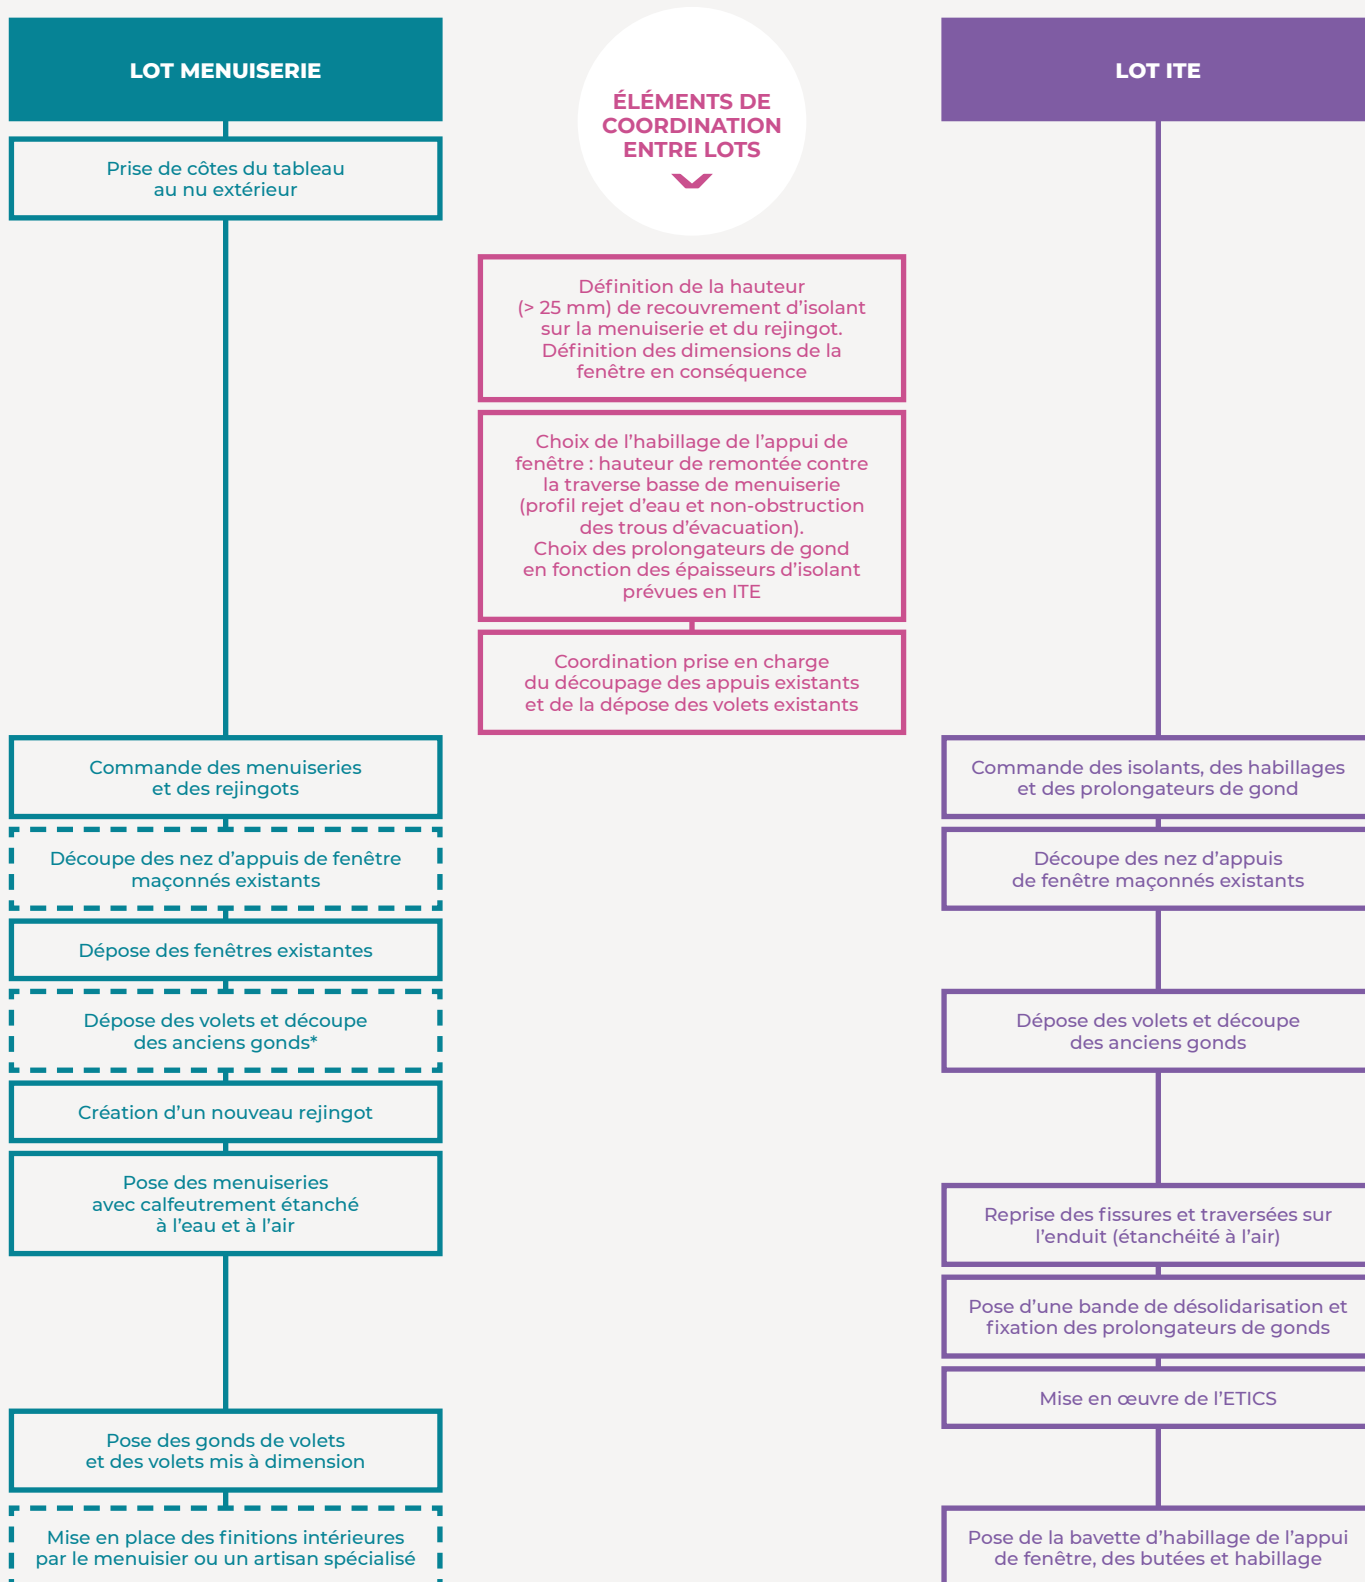 LOT MENUISERIE
ÉLÉMENTS DE
COORDINATION
ENTRE LOTS
LOT ITE
Prise de côtes du tableau
au nu extérieur
Définition de la hauteur
(> 25 mm) de recouvrement d’isolant
sur la menuiserie et du rejingot.
Définition des dimensions de la
fenêtre en conséquence
Choix de l’habillage de l’appui de
fenêtre : hauteur de remontée contre
la traverse basse de menuiserie
(profil rejet d’eau et non-obstruction
des trous d’évacuation).
Choix des prolongateurs de gond
en fonction des épaisseurs d’isolant
prévues en ITE
Coordination prise en charge
du découpage des appuis existants
et de la dépose des volets existants
Commande des menuiseries
et des rejingots
Commande des isolants, des habillages
et des prolongateurs de gond
Découpe des nez d’appuis de fenêtre
maçonnés existants
Découpe des nez d’appuis
de fenêtre maçonnés existants
Dépose des fenêtres existantes
Dépose des volets et découpe
des anciens gonds*
Dépose des volets et découpe
des anciens gonds
Création d’un nouveau rejingot
Pose des menuiseries
avec calfeutrement étanché
à l’eau et à l’air
Reprise des fissures et traversées sur
l’enduit (étanchéité à l’air)
Pose d’une bande de désolidarisation et
fixation des prolongateurs de gonds
Mise en œuvre de l’ETICS
Pose des gonds de volets
et des volets mis à dimension
Mise en place des finitions intérieures
par le menuisier ou un artisan spécialisé
Pose de la bavette d’habillage de l’appui
de fenêtre, des butées et habillage